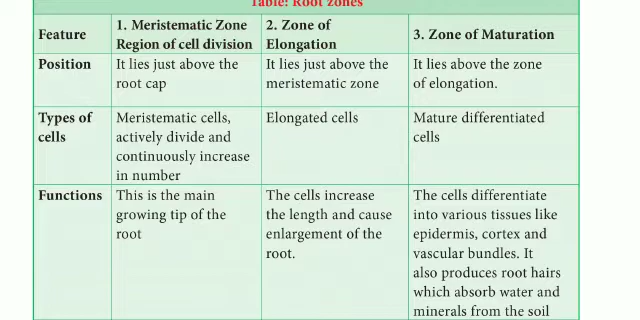 Table: Root zones
Feature
1. Meristematic Zone
Region of cell division
2. Zone of
Elongation
3. Zone of Maturation
Position
It lies just above the
root cap
It lies just above the
meristematic zone
It lies above the zone
of elongation.
Types of
cells
Meristematic cells,
actively divide and
continuously increase
in number
Elongated cells
Mature differentiated
cells
Functions
This is the main
growing tip of the
root
The cells increase
the length and cause
enlargement of the
root.
The cells differentiate
into various tissues like
epidermis, cortex and
vascular bundles. It
also produces root hairs
which absorb water and
minerals from the soil